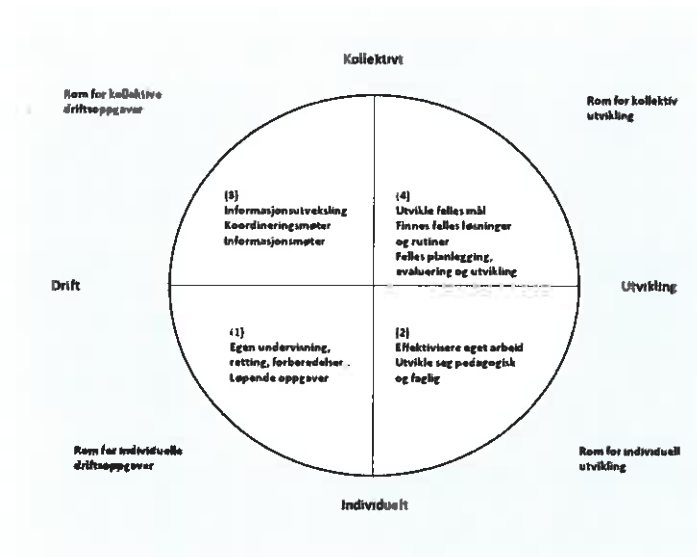 Kollektivt
Rom for kollektive
driftsoppgaver
Rom for kollektiv
utvikling
(3)
Informasjonsutveksling
Koordineringsmøter
Informasjonsmøter
(4)
Utvikle felles mål
Finnes felles løsninger
og rutiner
Felles planlegging,
evaluering og utvikling
Drift
Utvikling
(1)
Egen undervisning,
retting, forberedelser
Løpende oppgaver
(2)
Effektivisere eget arbeid
Utvikle seg pedagogisk
og faglig
Rom for individuelle
driftsoppgaver
Rom for individuell
utvikling
Individuelt